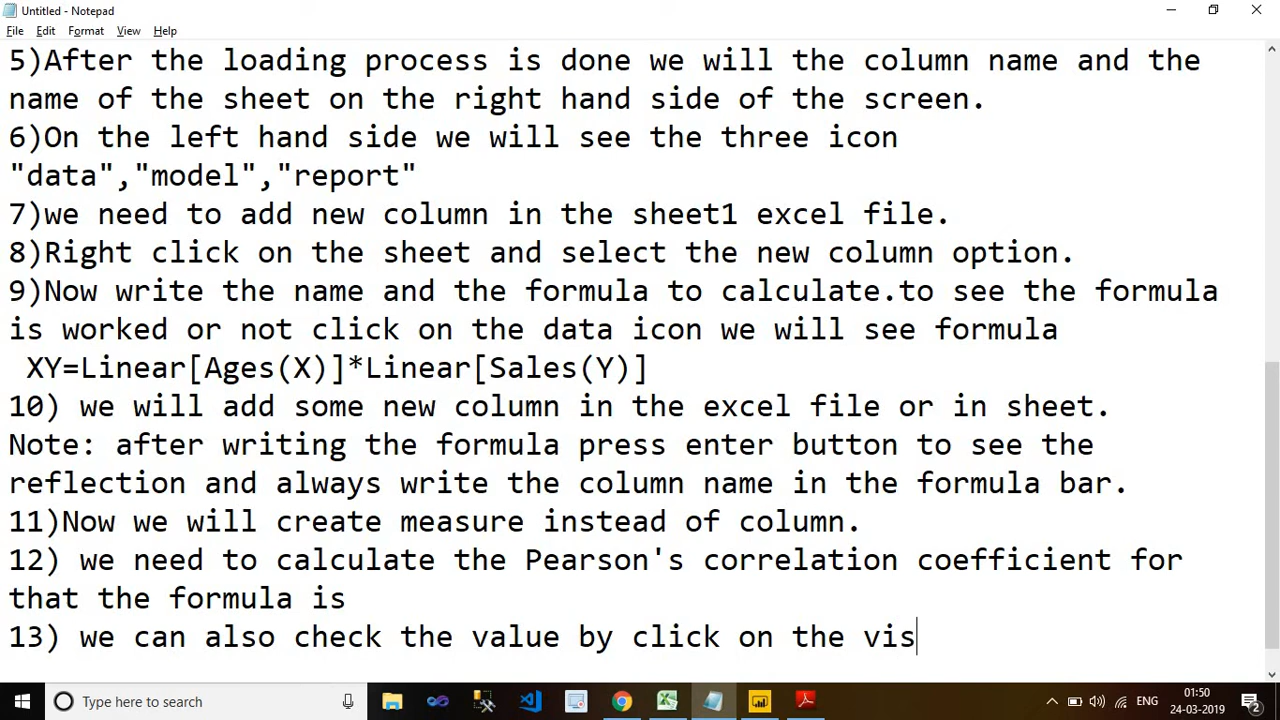 Untitled - Notepad
File Edit Format View Help
5)After the loading process is done we will the column name and the
name of the sheet on the right hand side of the screen.
6)On the left hand side we will see the three icon
"data","model","report"
7)we need to add new column in the sheet1 excel file.
8)Right click on the sheet and select the new column option.
9)Now write the name and the formula to calculate.to see the formula
is worked or not click on the data icon we will see formula
XY=Linear[Ages(X)]*Linear[Sales(Y)]
10) we will add some new column in the excel file or in sheet.
Note: after writing the formula press enter button to see the
reflection and always write the column name in the formula bar.
11)Now we will create measure instead of column.
12) we need to calculate the Pearson's correlation coefficient for
that the formula is
13) we can also check the value by click on the vis
Type here to search
ENG
01:50
24-03-2019
2